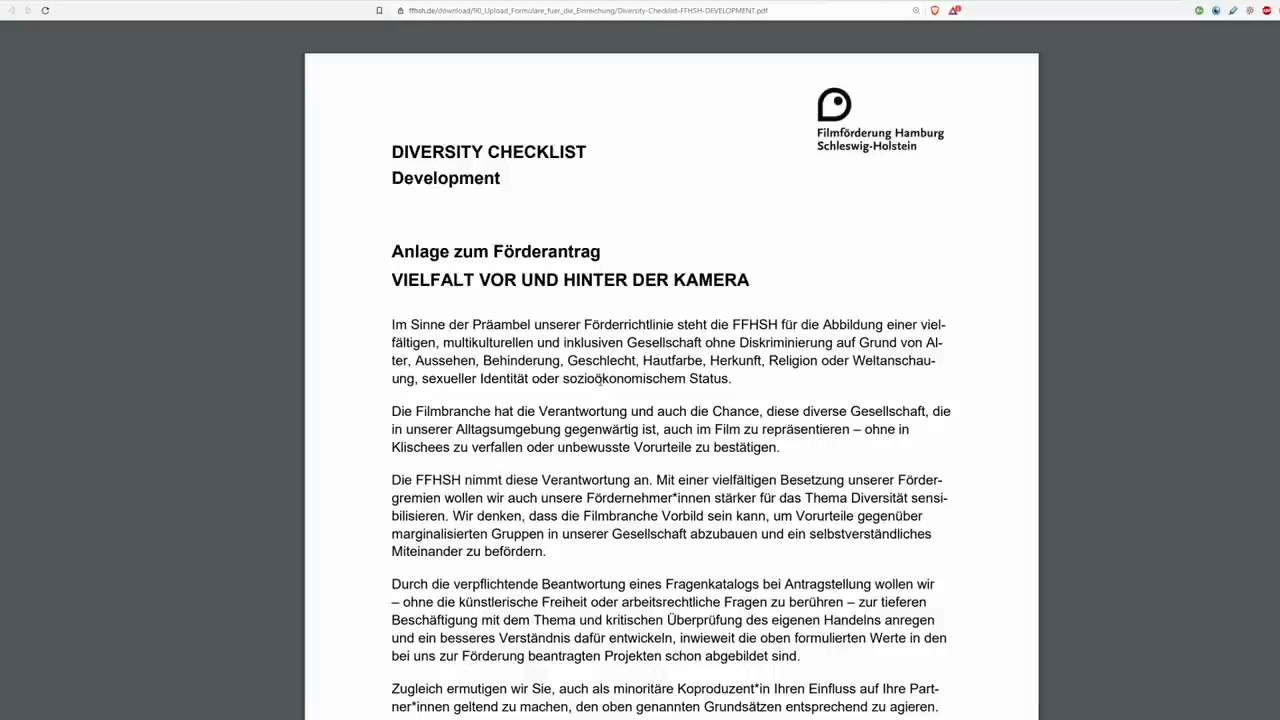 ffhsh.de/download/90_Upload_Formulare_fuer_die_Einreichung/Diversity-Checklist-FFHSH-DEVELOPMENT.pdf
Filmförderung Hamburg
Schleswig-Holstein
DIVERSITY CHECKLIST
Development
Anlage zum Förderantrag
VIELFALT VOR UND HINTER DER KAMERA
Im Sinne der Präambel unserer Förderrichtlinie steht die FFHSH für die Abbildung einer viel-
fältigen, multikulturellen und inklusiven Gesellschaft ohne Diskriminierung auf Grund von Al-
ter, Aussehen, Behinderung, Geschlecht, Hautfarbe, Herkunft, Religion oder Weltanschau-
ung, sexueller Identität oder sozioökonomischem Status.
Die Filmbranche hat die Verantwortung und auch die Chance, diese diverse Gesellschaft, die
in unserer Alltagsumgebung gegenwärtig ist, auch im Film zu repräsentieren – ohne in
Klischees zu verfallen oder unbewusste Vorurteile zu bestätigen.
Die FFHSH nimmt diese Verantwortung an. Mit einer vielfältigen Besetzung unserer Förder-
gremien wollen wir auch unsere Fördernehmer*innen stärker für das Thema Diversität sensi-
bilisieren. Wir denken, dass die Filmbranche Vorbild sein kann, um Vorurteile gegenüber
marginalisierten Gruppen in unserer Gesellschaft abzubauen und ein selbstverständliches
Miteinander zu befördern.
Durch die verpflichtende Beantwortung eines Fragenkatalogs bei Antragstellung wollen wir
– ohne die künstlerische Freiheit oder arbeitsrechtliche Fragen zu berühren – zur tieferen
Beschäftigung mit dem Thema und kritischen Überprüfung des eigenen Handelns anregen
und ein besseres Verständnis dafür entwickeln, inwieweit die oben formulierten Werte in den
bei uns zur Förderung beantragten Projekten schon abgebildet sind.
Zugleich ermutigen wir Sie, auch als minoritäre Koproduzent*in Ihren Einfluss auf Ihre Part-
ner*innen geltend zu machen, den oben genannten Grundsätzen entsprechend zu agieren.